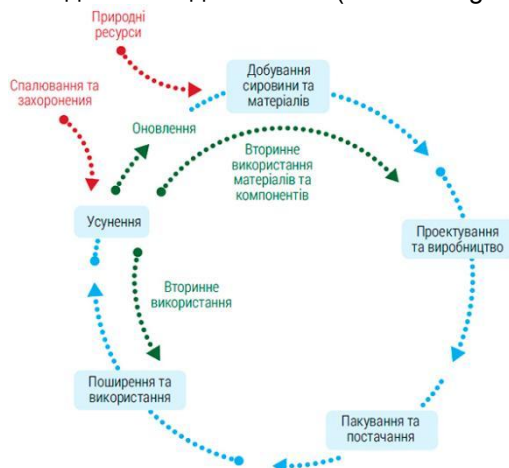 Природні
ресурси
Добування
сировини та
матеріалів
Спалювання та
захоронення
Оновлення
Вторинне
використання
матеріалів та
компонентів
Усунення
Проектування
та виробництво
Вторинне
використання
Поширення та
використання
Пакування та
постачання